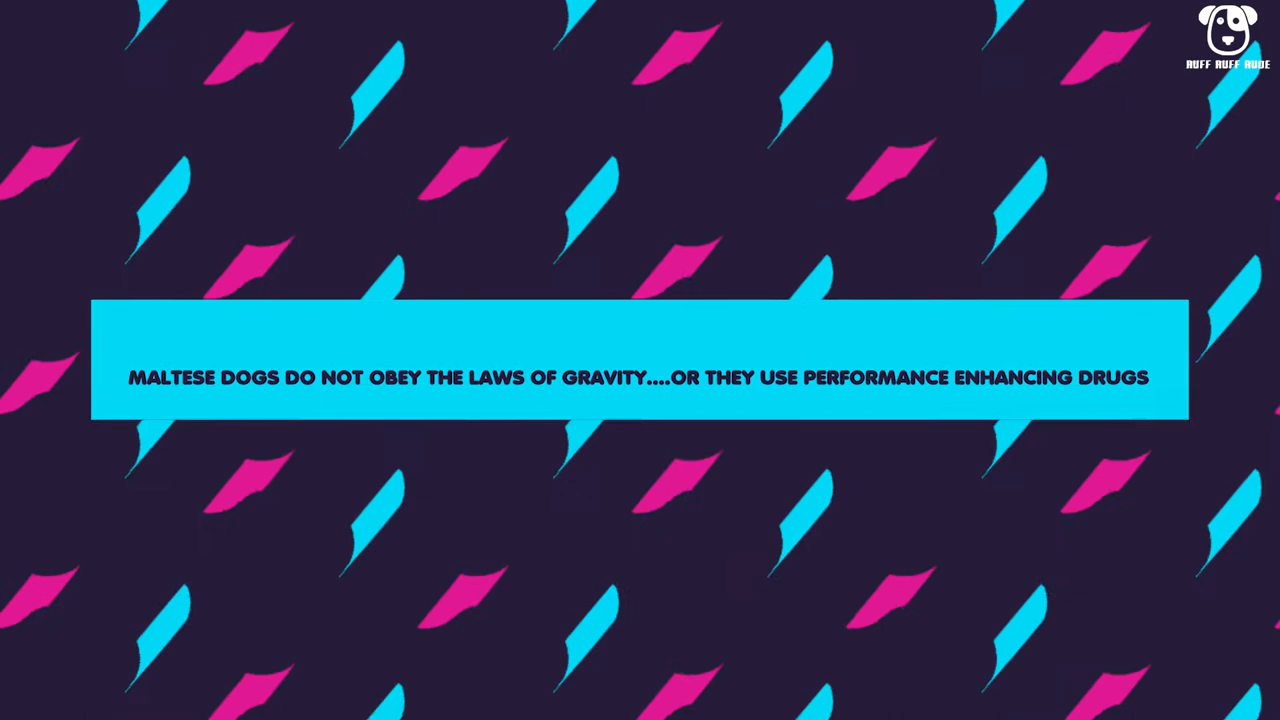 RUFF RUFF RUDE
MALTESE DOGS DO NOT OBEY THE LAWS OF GRAVITY....OR THEY USE PERFORMANCE ENHANCING DRUGS